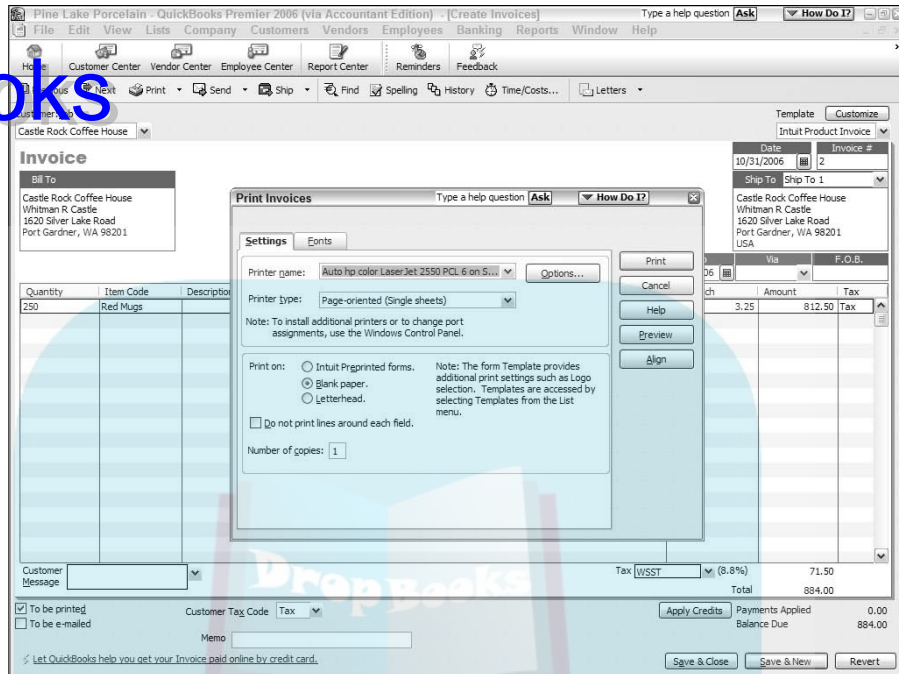 Pine Lake Porcelain - QuickBooks Premier 2006 (via Accountant Edition) - [Create Invoices]
Type a help question Ask
How Do I?
File Edit View Lists Company Customers Vendors Employees Banking Reports Window Help
Home Customer Center Vendor Center Employee Center Report Center Reminders Feedback
oks
Next Print Send Ship Find Spelling History Time/Costs... Letters
Template Customize
Castle Rock Coffee House
Intuit Product Invoice
Invoice
Date Invoice #
10/31/2006 2
Bill To
Ship To Ship To 1
Castle Rock Coffee House
Whitman R Castle
1620 Silver Lake Road
Port Gardner, WA 98201
Castle Rock Coffee House
Whitman R Castle
1620 Silver Lake Road
Port Gardner, WA 98201
USA
Via F.O.B.
Quantity Item Code Description Amount Tax
250 Red Mugs 3.25 812.50 Tax
Print Invoices
Type a help question Ask
How Do I?
Settings Fonts
Printer name: Auto hp color LaserJet 2550 PCL 6 on S... Options...
Printer type: Page-oriented (Single sheets)
Note: To install additional printers or to change port
assignments, use the Windows Control Panel.
Print on: Intuit Preprinted forms.
Blank paper.
Letterhead.
Note: The form Template provides
additional print settings such as Logo
selection. Templates are accessed by
selecting Templates from the List
menu.
Do not print lines around each field.
Number of copies: 1
Print
Cancel
Help
Preview
Align
DropBooks
Customer
Message
Tax WSST (8.8%) 71.50
Total 884.00
To be printed
To be e-mailed
Customer Tax Code Tax
Apply Credits
Payments Applied 0.00
Balance Due 884.00
Memo
Let QuickBooks help you get your Invoice paid online by credit card.
Save & Close Save & New Revert